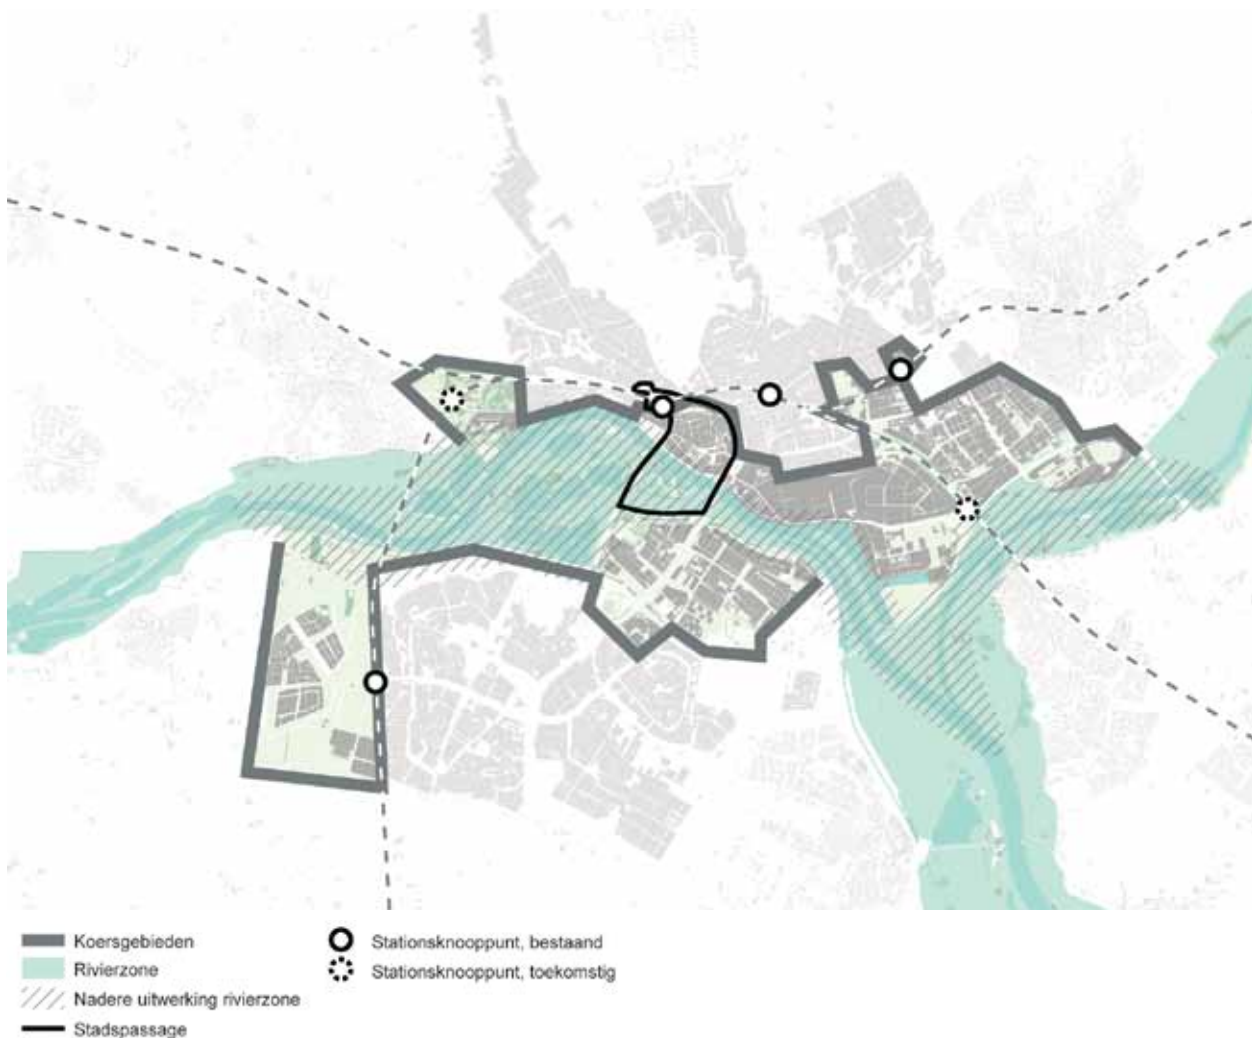 Koersgebieden
Rivierzone
Nadere uitwerking rivierzone
Stadspassage
Stationsknooppunt, bestaand
Stationsknooppunt, toekomstig